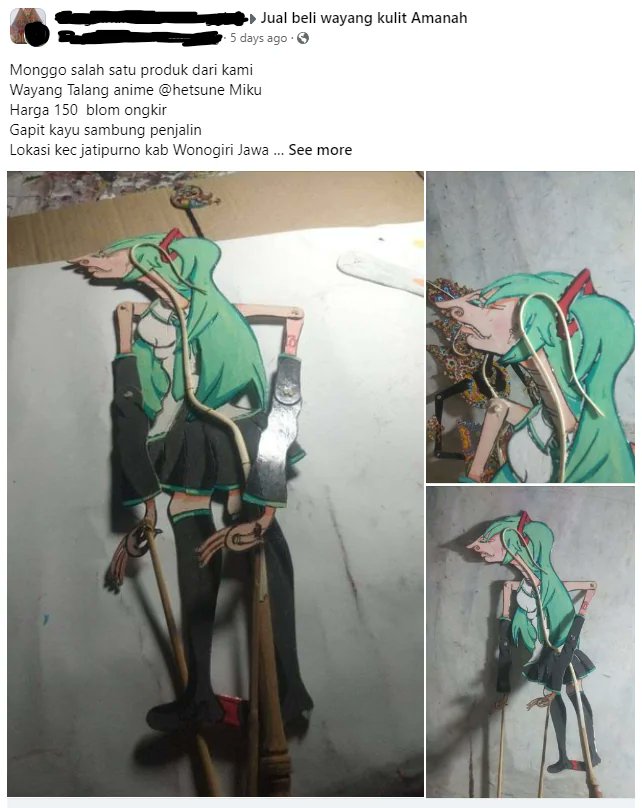 Jual beli wayang kulit Amanah
5 days ago ·
Monggo salah satu produk dari kami
Wayang Talang anime @hetsune Miku
Harga 150 blom ongkir
Gapit kayu sambung penjalin
Lokasi kec jatipurno kab Wonogiri Jawa ... See more